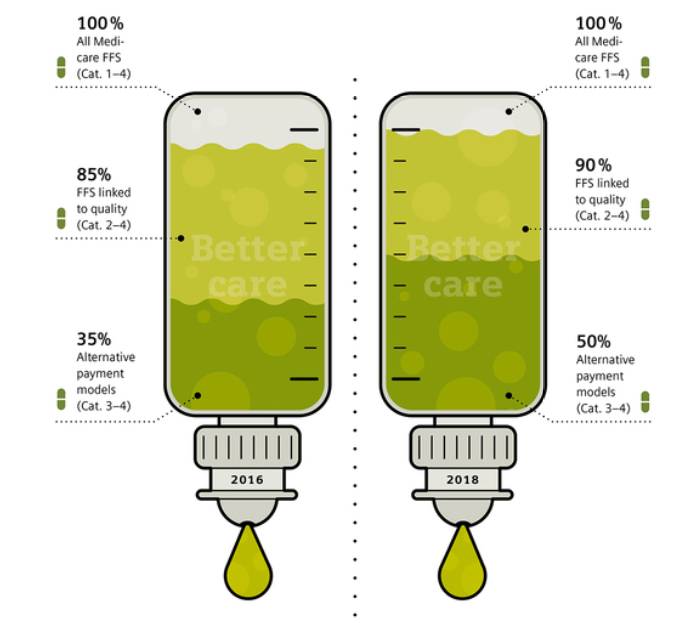 100%
All Medi-
care FFS
(Cat. 1–4)
85%
FFS linked
to quality
(Cat. 2–4)
35%
Alternative
payment
models
(Cat. 3–4)
Better
care
2016
100%
All Medi-
care FFS
(Cat. 1–4)
90%
FFS linked
to quality
(Cat. 2–4)
50%
Alternative
payment
models
(Cat. 3–4)
Better
care
2018